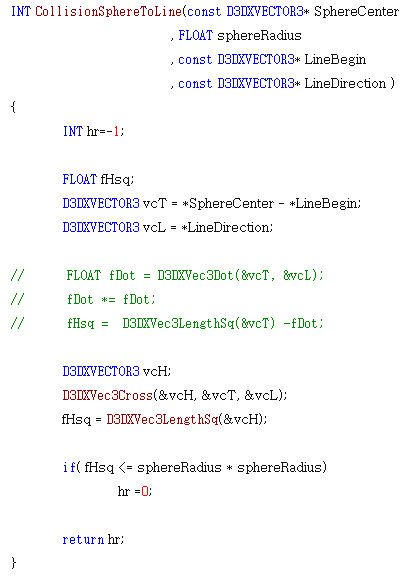 INT CollisionSphereToLine(const D3DXVECTOR3* SphereCenter
, FLOAT sphereRadius
, const D3DXVECTOR3* LineBegin
, const D3DXVECTOR3* LineDirection )
{
INT hr=-1;
FLOAT fHsq;
D3DXVECTOR3 vcT = *SphereCenter - *LineBegin;
D3DXVECTOR3 vcL = *LineDirection;
// FLOAT fDot = D3DXVec3Dot(&vcT, &vcL);
// fDot *= fDot;
// fHsq = D3DXVec3LengthSq(&vcT) -fDot;
D3DXVECTOR3 vcH;
D3DXVec3Cross(&vcH, &vcT, &vcL);
fHsq = D3DXVec3LengthSq(&vcH);
if( fHsq <= sphereRadius * sphereRadius)
hr =0;
return hr;
}